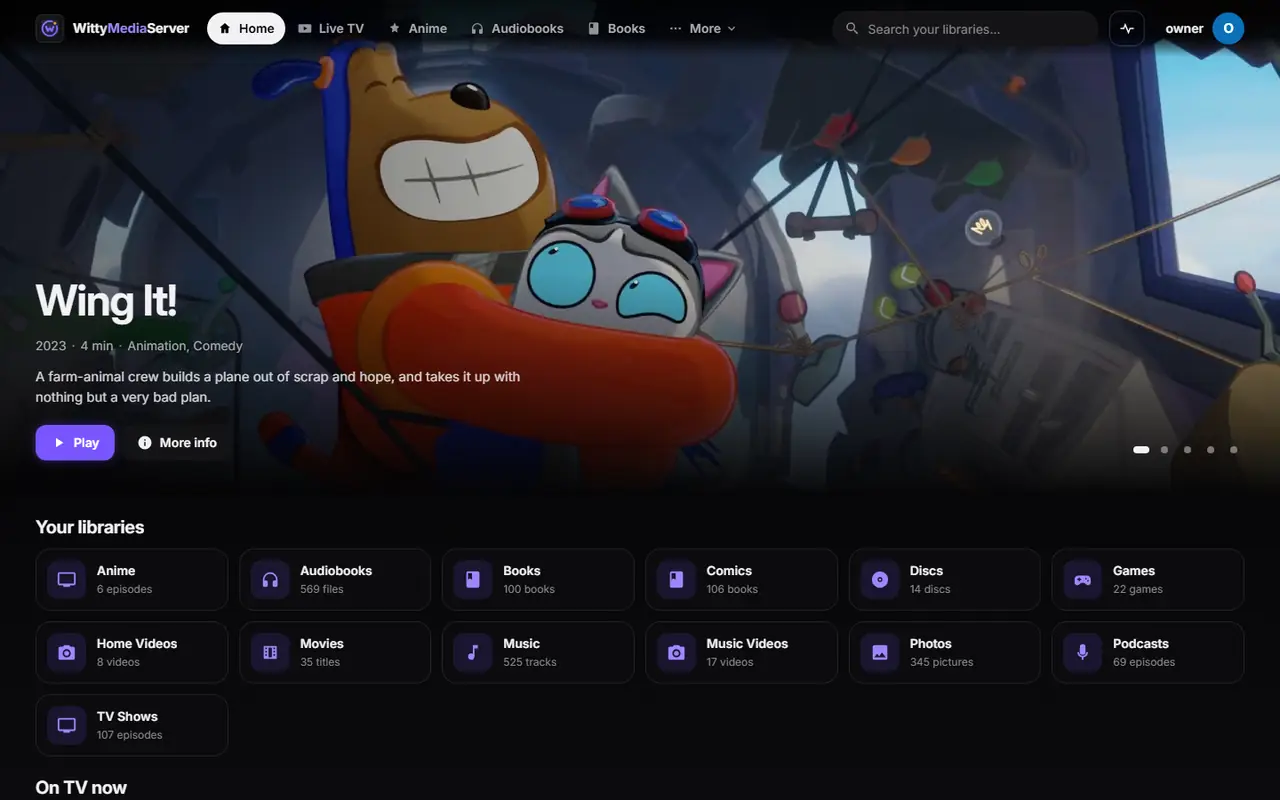 WittyMediaServer
Home
Live TV
Anime
Audiobooks
Books
More
Search your libraries...
owner
O
Wing It!
2023 · 4 min · Animation, Comedy
A farm-animal crew builds a plane out of scrap and hope, and takes it up with
nothing but a very bad plan.
Play
More info
Your libraries
Anime
6 episodes
Audiobooks
569 files
Books
100 books
Comics
106 books
Discs
14 discs
Games
22 games
Home Videos
8 videos
Movies
35 titles
Music
525 tracks
Music Videos
17 videos
Photos
345 pictures
Podcasts
69 episodes
TV Shows
107 episodes
On TV now